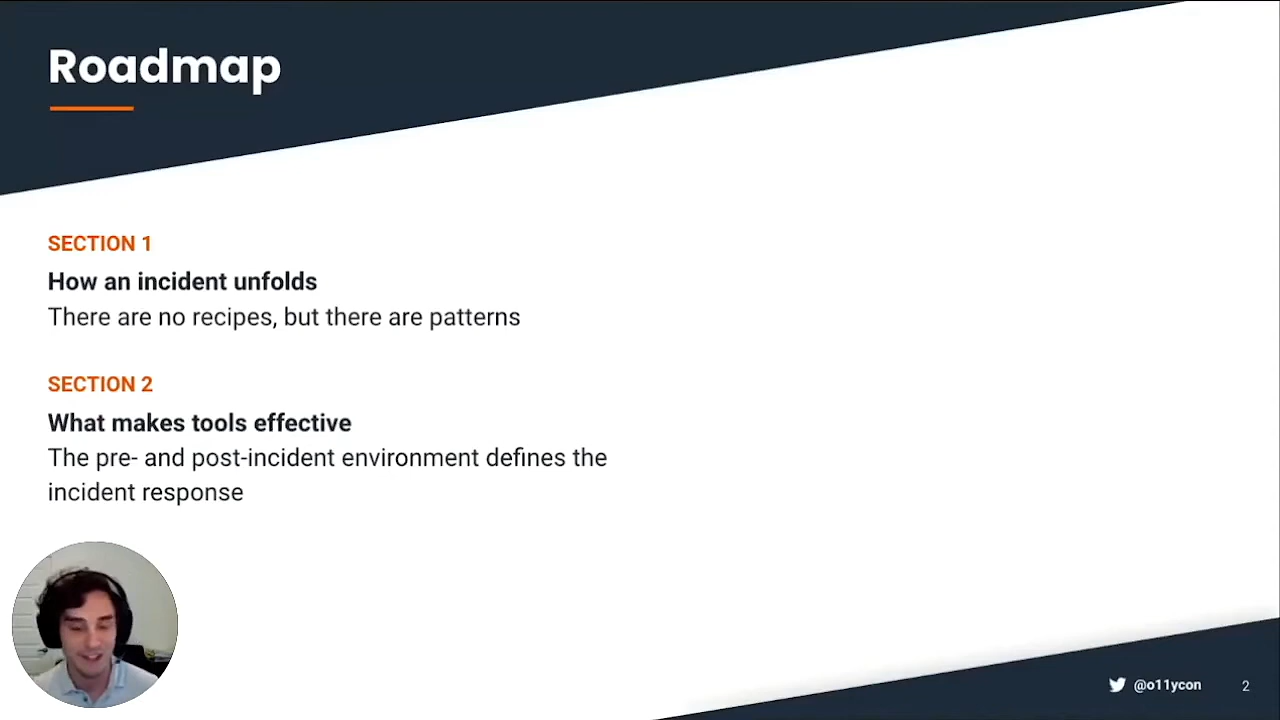 Roadmap
SECTION 1
How an incident unfolds
There are no recipes, but there are patterns
SECTION 2
What makes tools effective
The pre- and post-incident environment defines the
incident response
@o11ycon
2